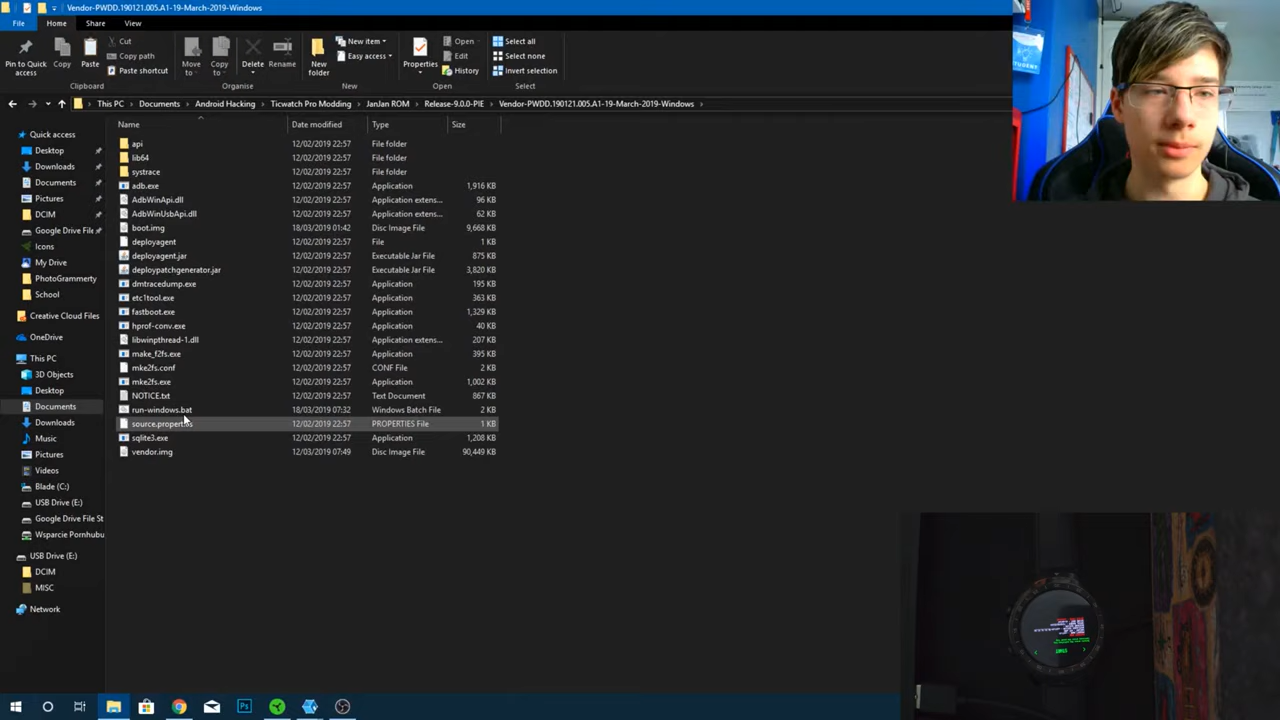 Vendor-PWDD.190121.005.A1-19-March-2019-Windows
File Home Share View
Pin to Quick access
Copy
Paste
Cut
Copy path
Paste shortcut
Move to
Copy to
Delete
Rename
New folder
New item
Easy access
Properties
Open
Edit
History
Select all
Select none
Invert selection
Clipboard Organise New Open Select
This PC Documents Android Hacking Ticwatch Pro Modding JanJan ROM Release-9.0.0-PIE Vendor-PWDD.190121.005.A1-19-March-2019-Windows
Name Date modified Type Size
Quick access
Desktop
Downloads
Documents
Pictures
DCIM
Google Drive Fil
Icons
My Drive
PhotoGrammerty
School
Creative Cloud Files
OneDrive
This PC
3D Objects
Desktop
Documents
Downloads
Music
Pictures
Videos
Blade (C:)
USB Drive (E:)
Google Drive File St
Wsparcie Pornhubu
USB Drive (E:)
DCIM
MISC
Network
api 12/02/2019 22:57 File folder
lib64 12/02/2019 22:57 File folder
systrace 12/02/2019 22:57 File folder
adb.exe 12/02/2019 22:57 Application 1,916 KB
AdbWinApi.dll 12/02/2019 22:57 Application extens... 96 KB
AdbWinUsbApi.dll 12/02/2019 22:57 Application extens... 62 KB
boot.img 18/03/2019 01:42 Disc Image File 9,668 KB
deployagent 12/02/2019 22:57 File 1 KB
deployagent.jar 12/02/2019 22:57 Executable Jar File 875 KB
deploypatchgenerator.jar 12/02/2019 22:57 Executable Jar File 3,820 KB
dmtracedump.exe 12/02/2019 22:57 Application 195 KB
etc1tool.exe 12/02/2019 22:57 Application 363 KB
fastboot.exe 12/02/2019 22:57 Application 1,329 KB
hprof-conv.exe 12/02/2019 22:57 Application 40 KB
libwinpthread-1.dll 12/02/2019 22:57 Application extens... 207 KB
make_f2fs.exe 12/02/2019 22:57 Application 395 KB
mke2fs.conf 12/02/2019 22:57 CONF File 2 KB
mke2fs.exe 12/02/2019 22:57 Application 1,002 KB
NOTICE.txt 12/02/2019 22:57 Text Document 867 KB
run-windows.bat 18/03/2019 07:32 Windows Batch File 2 KB
source.properties 12/02/2019 22:57 PROPERTIES File 1 KB
sqlite3.exe 12/02/2019 22:57 Application 1,208 KB
vendor.img 12/03/2019 07:49 Disc Image File 90,449 KB
Ps